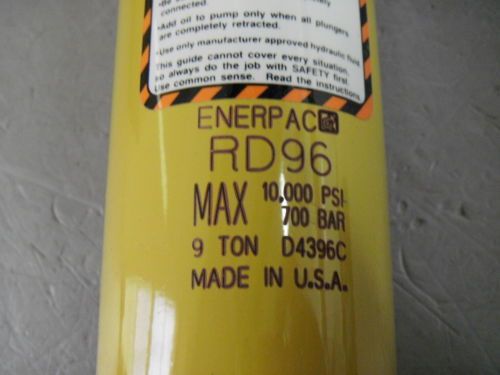 connected.
•Add oil to pump only when all plungers
are completely retracted.
•Use only manufacturer approved hydraulic fluid
This guide cannot cover every situation,
so always do the job with SAFETY first.
Use common sense. Read the instructions.
ENERPAC
RD96
MAX 10,000 PSI-
700 BAR
9 TON D4396C
MADE IN U.S.A.